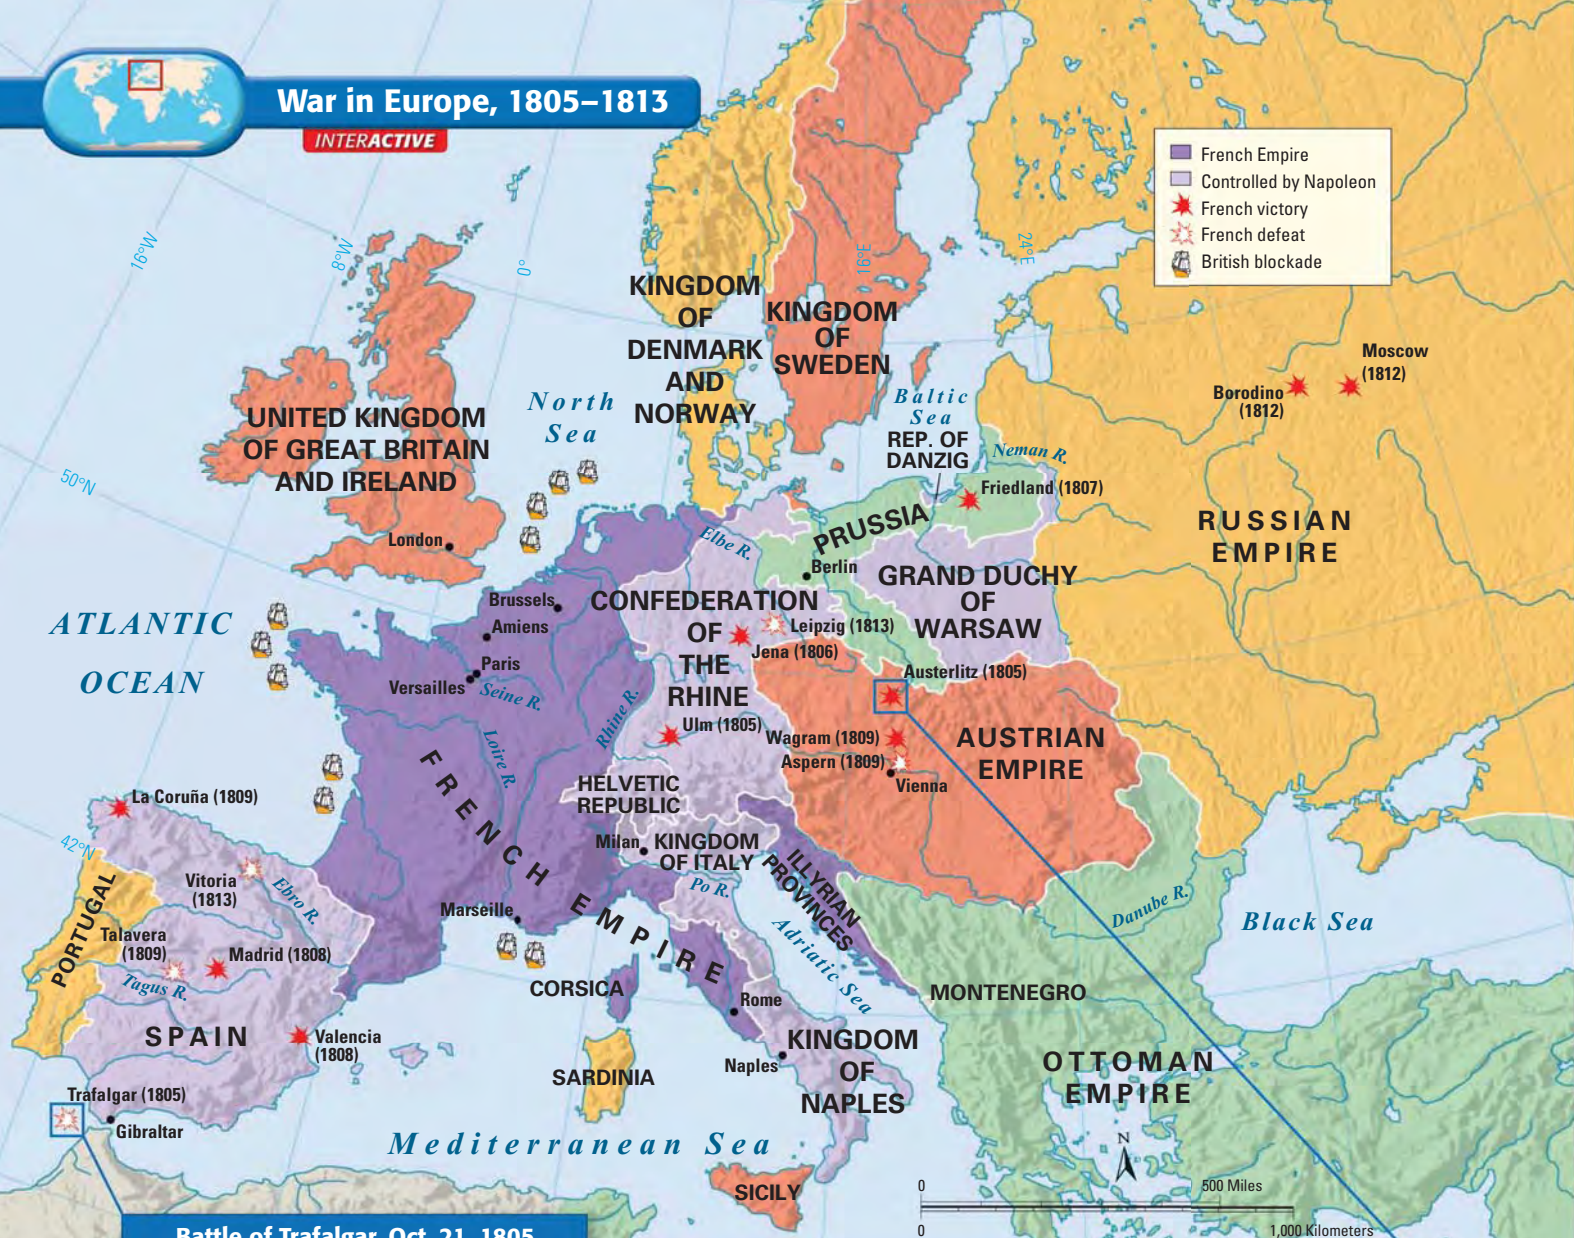 War in Europe, 1805–1813
INTERACTIVE
French Empire
Controlled by Napoleon
French victory
French defeat
British blockade
16°W
8°W
0°
16°E
24°E
50°N
42°N
KINGDOM
OF
DENMARK
AND
NORWAY
KINGDOM
OF
SWEDEN
North
Sea
Baltic
Sea
REP. OF
DANZIG
Neman R.
Friedland (1807)
Moscow
(1812)
Borodino
(1812)
UNITED KINGDOM
OF GREAT BRITAIN
AND IRELAND
London
RUSSIAN
EMPIRE
PRUSSIA
Elbe R.
Berlin
GRAND DUCHY
OF
WARSAW
CONFEDERATION
OF
THE
RHINE
Leipzig (1813)
Jena (1806)
Brussels
Amiens
Paris
Versailles
Seine R.
Loire R.
Rhine R.
ATLANTIC
OCEAN
Ulm (1805)
Austerlitz (1805)
Wagram (1809)
Aspern (1809)
Vienna
AUSTRIAN
EMPIRE
FRENCH EMPIRE
HELVETIC
REPUBLIC
Milan
KINGDOM
OF ITALY
Po R.
ILLYRIAN
PROVINCES
Adriatic Sea
La Coruña (1809)
Vitoria
(1813)
Ebro R.
PORTUGAL
Talavera
(1809)
Madrid (1808)
Tagus R.
SPAIN
Valencia
(1808)
Marseille
CORSICA
Rome
Danube R.
Black Sea
MONTENEGRO
OTTOMAN
EMPIRE
SARDINIA
Naples
KINGDOM
OF
NAPLES
Trafalgar (1805)
Gibraltar
Mediterranean Sea
SICILY
N
0
500 Miles
0
1,000 Kilometers
Battle of Trafalgar, Oct. 21, 1805